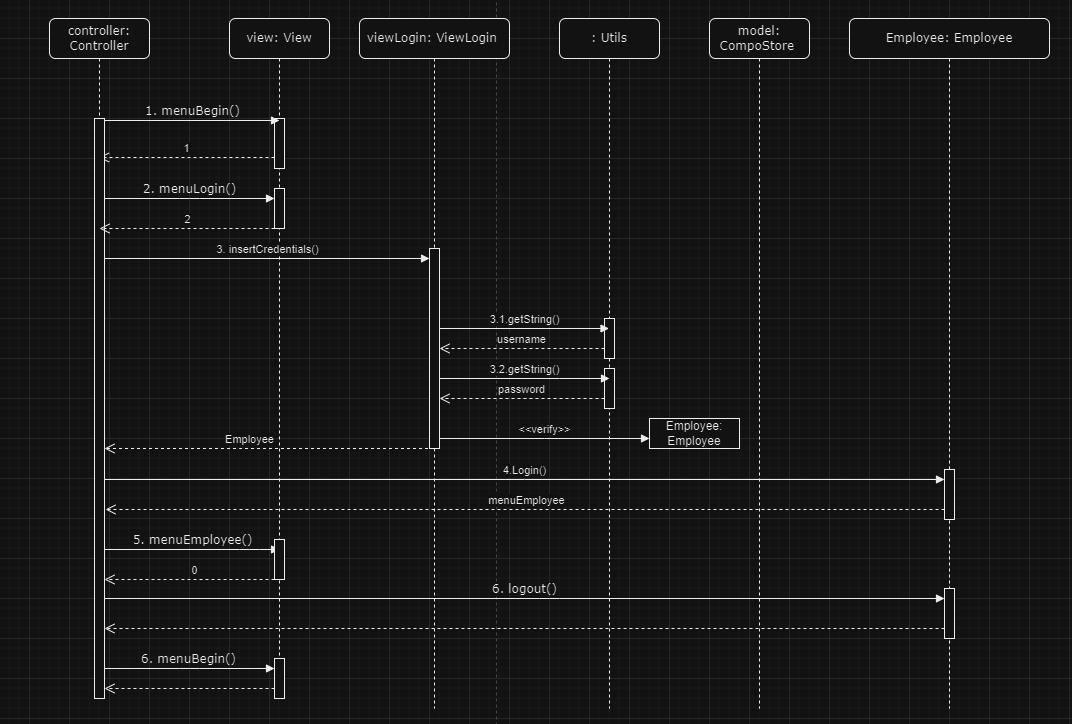 controller:
Controller
view: View
viewLogin: ViewLogin
: Utils
model:
CompoStore
Employee: Employee
1. menuBegin()
1
2. menuLogin()
2
3. insertCredentials()
3.1.getString()
username
3.2.getString()
password
<<verify>>
Employee:
Employee
Employee
4.Login()
menuEmployee
5. menuEmployee()
0
6. logout()
6. menuBegin()